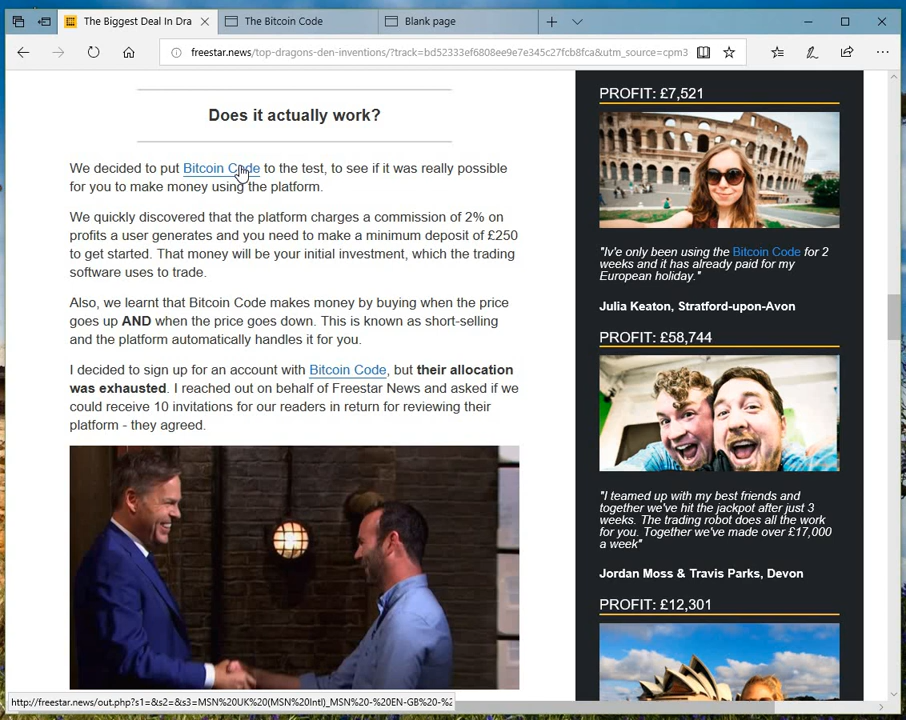 The Biggest Deal In Dra
The Bitcoin Code
Blank page
freestar.news/top-dragons-den-inventions/?track=bd52333ef6808ee9e7e345c27fcb8fca&utm_source=cpm3
Does it actually work?
We decided to put Bitcoin Code to the test, to see if it was really possible
for you to make money using the platform.
We quickly discovered that the platform charges a commission of 2% on
profits a user generates and you need to make a minimum deposit of £250
to get started. That money will be your initial investment, which the trading
software uses to trade.
Also, we learnt that Bitcoin Code makes money by buying when the price
goes up AND when the price goes down. This is known as short-selling
and the platform automatically handles it for you.
I decided to sign up for an account with Bitcoin Code, but their allocation
was exhausted. I reached out on behalf of Freestar News and asked if we
could receive 10 invitations for our readers in return for reviewing their
platform - they agreed.
PROFIT: £7,521
"Iv'e only been using the Bitcoin Code for 2
weeks and it has already paid for my
European holiday."
Julia Keaton, Stratford-upon-Avon
PROFIT: £58,744
"I teamed up with my best friends and
together we've hit the jackpot after just 3
weeks. The trading robot does all the work
for you. Together we've made over £17,000
a week"
Jordan Moss & Travis Parks, Devon
PROFIT: £12,301
http://freestar.news/out.php?s1=&s2=&s3=MSN%20UK%20(MSN%20Intl)_MSN%20-%20EN-GB%20-%2